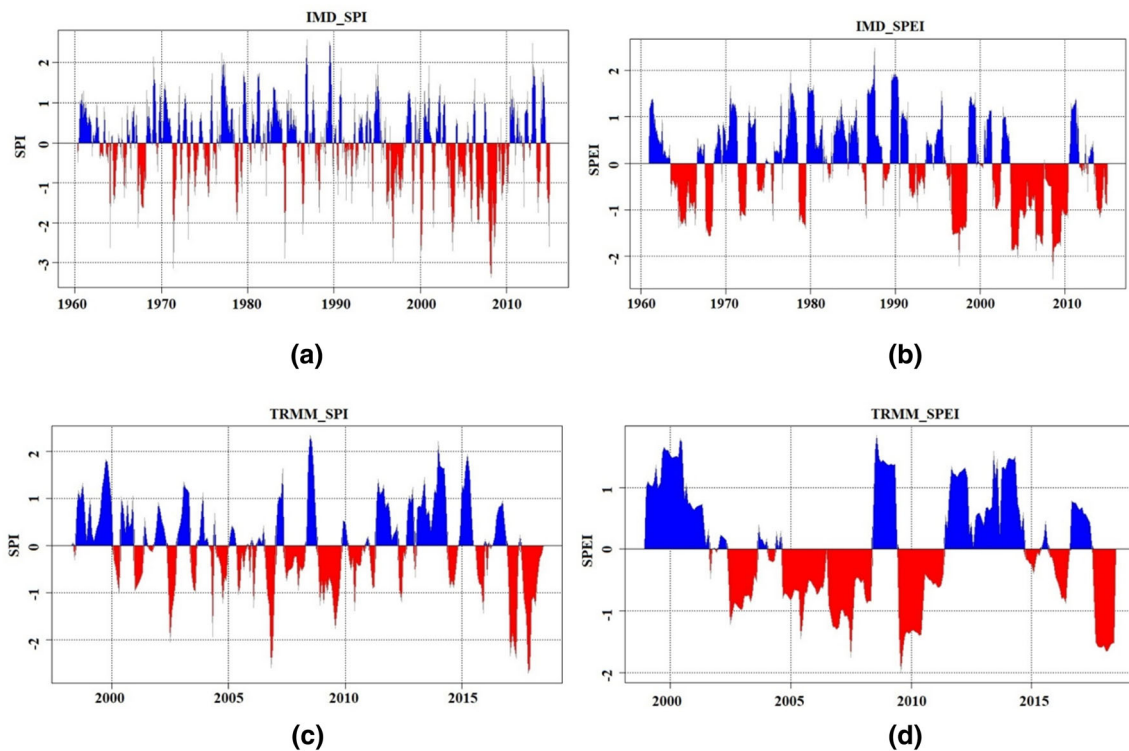 IMD_SPI
SPI
2
1
0
-1
-2
-3
1960 1970 1980 1990 2000 2010
(a)
IMD_SPEI
SPEI
2
1
0
-1
-2
1960 1970 1980 1990 2000 2010
(b)
TRMM_SPI
SPI
2
1
0
-1
-2
2000 2005 2010 2015
(c)
TRMM_SPEI
SPEI
1
0
-1
-2
2000 2005 2010 2015
(d)